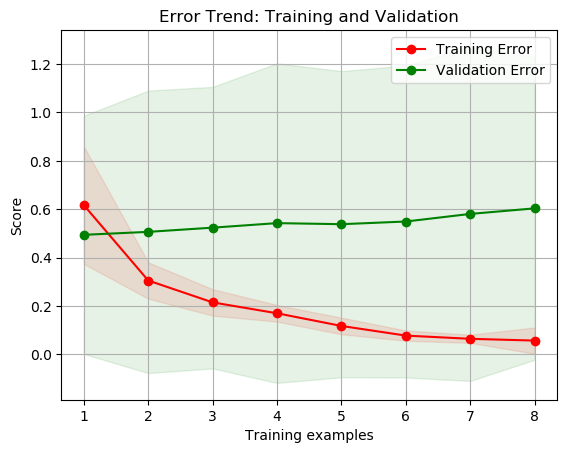 Error Trend: Training and Validation
Training Error
Validation Error
Score
1.2
1.0
0.8
0.6
0.4
0.2
0.0
1 2 3 4 5 6 7 8
Training examples